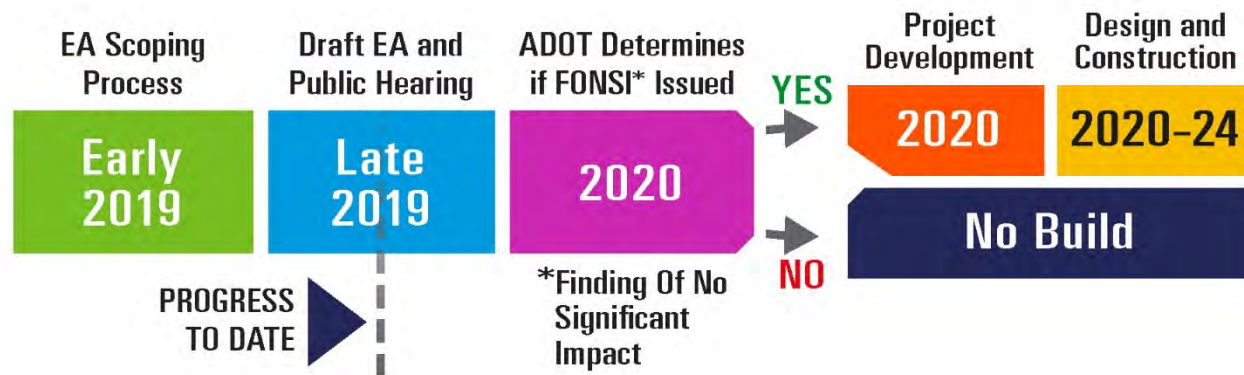 EA Scoping
Process
Early
2019
Draft EA and
Public Hearing
Late
2019
ADOT Determines
if FONSI* Issued
2020
YES
NO
Project
Development
2020
Design and
Construction
2020-24
No Build
PROGRESS
TO DATE
*Finding Of No
Significant
Impact